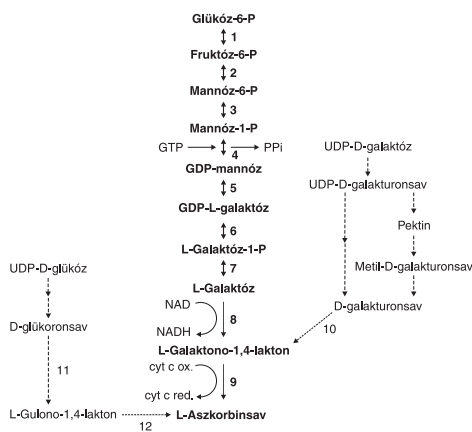 Glükóz-6-P
1
Fruktóz-6-P
2
Mannóz-6-P
3
Mannóz-1-P
GTP
PPi
4
GDP-mannóz
5
GDP-L-galaktóz
6
L-Galaktóz-1-P
7
L-Galaktóz
NAD
8
NADH
L-Galaktono-1,4-lakton
cyt c ox.
9
cyt c red.
L-Aszkorbinsav
UDP-D-galaktóz
UDP-D-galakturonsav
Pektin
Metil-D-galakturonsav
D-galakturonsav
10
UDP-D-glükóz
D-glükoronsav
11
L-Gulono-1,4-lakton
12